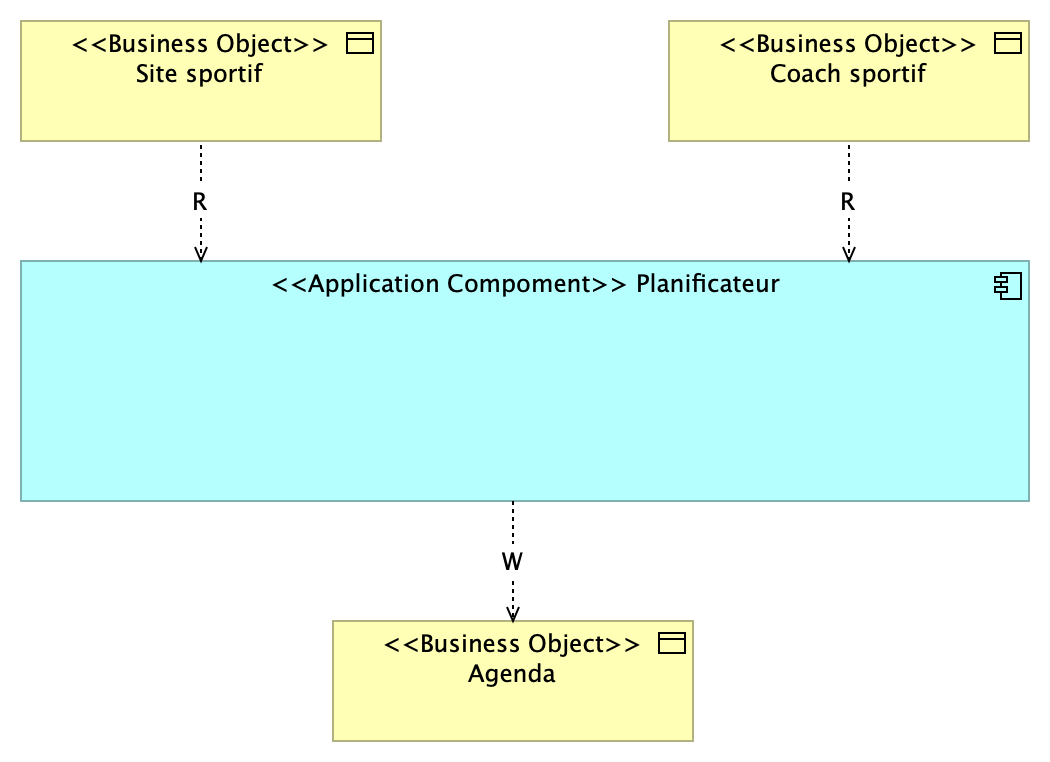 <<Business Object>>
Site sportif
<<Business Object>>
Coach sportif
R
R
<<Application Compoment>> Planificateur
W
<<Business Object>>
Agenda